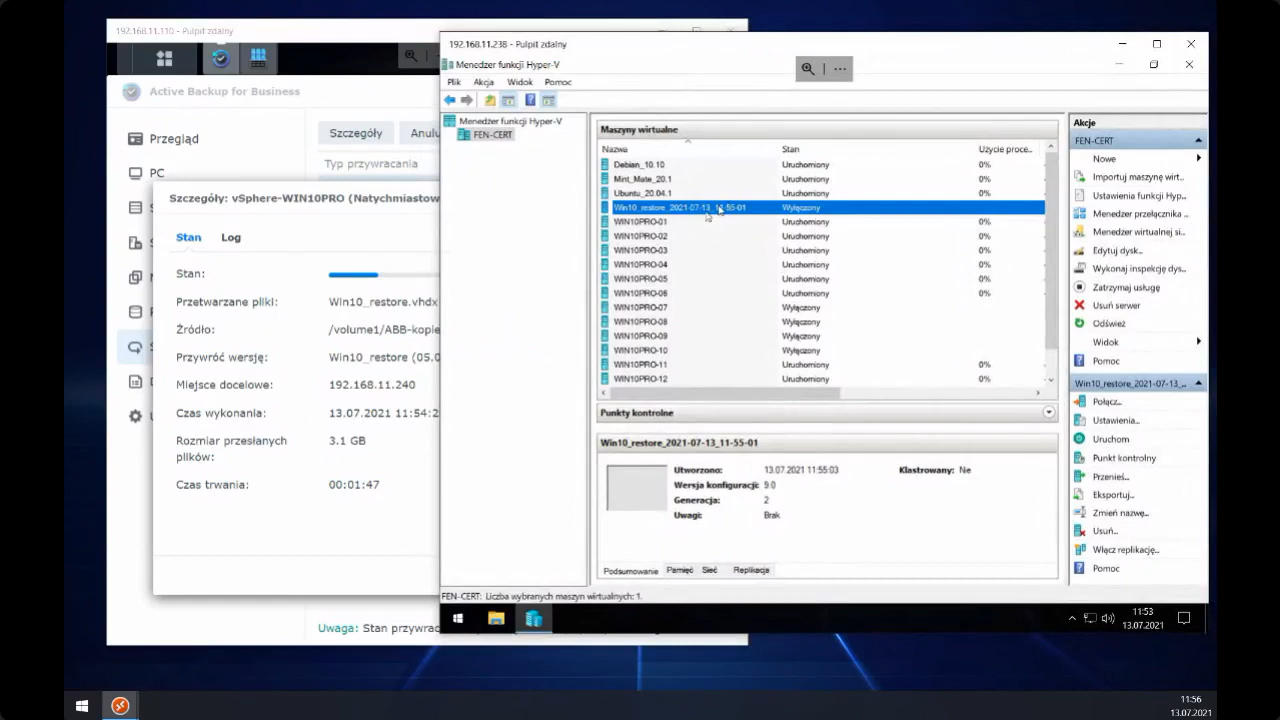 192.168.11.110 - Pulpit zdalny
Active Backup for Business
Przegląd
PC
Szczegóły
Anulu
Typ przywracania
Szczegóły: vSphere-WIN10PRO (Natychmiastow
Stan
Log
Stan:
Przetwarzane pliki: Win10_restore.vhdx
Źródło: /volume1/ABB-kopie
Przywróć wersję: Win10_restore (05.0
Miejsce docelowe: 192.168.11.240
Czas wykonania: 13.07.2021 11:54:2
Rozmiar przesłanych plików: 3.1 GB
Czas trwania: 00:01:47
Uwaga: Stan przywrac
192.168.11.238 - Pulpit zdalny
Menedżer funkcji Hyper-V
Plik Akcja Widok Pomoc
Menedżer funkcji Hyper-V
FEN-CERT
Maszyny wirtualne
Nazwa Stan Użycie proce...
Debian_10.10 Uruchomiony 0%
Mint_Mate_20.1 Uruchomiony 0%
Ubuntu_20.04.1 Uruchomiony 0%
Win10_restore_2021-07-13_11-55-01 Wyłączony
WIN10PRO-01 Uruchomiony 0%
WIN10PRO-02 Uruchomiony 0%
WIN10PRO-03 Uruchomiony 0%
WIN10PRO-04 Uruchomiony 0%
WIN10PRO-05 Uruchomiony 0%
WIN10PRO-06 Uruchomiony 0%
WIN10PRO-07 Wyłączony
WIN10PRO-08 Wyłączony
WIN10PRO-09 Wyłączony
WIN10PRO-10 Wyłączony
WIN10PRO-11 Uruchomiony 0%
WIN10PRO-12 Uruchomiony 0%
Punkty kontrolne
Win10_restore_2021-07-13_11-55-01
Utworzono: 13.07.2021 11:55:03 Klastrowany: Nie
Wersja konfiguracji: 9.0
Generacja: 2
Uwagi: Brak
Podsumowanie Pamięć Sieć Replikacja
Akcje
FEN-CERT
Nowe
Importuj maszynę wirt...
Ustawienia funkcji Hyp...
Menedżer przełącznika ...
Menedżer wirtualnej si...
Edytuj dysk...
Wykonaj inspekcję dys...
Zatrzymaj usługę
Usuń serwer
Odśwież
Widok
Pomoc
Win10_restore_2021-07-13_...
Połącz...
Ustawienia...
Uruchom
Punkt kontrolny
Przenieś...
Eksportuj...
Zmień nazwę...
Usuń...
Włącz replikację...
Pomoc
FEN-CERT: Liczba wybranych maszyn wirtualnych: 1.
11:53
13.07.2021
11:56
13.07.2021